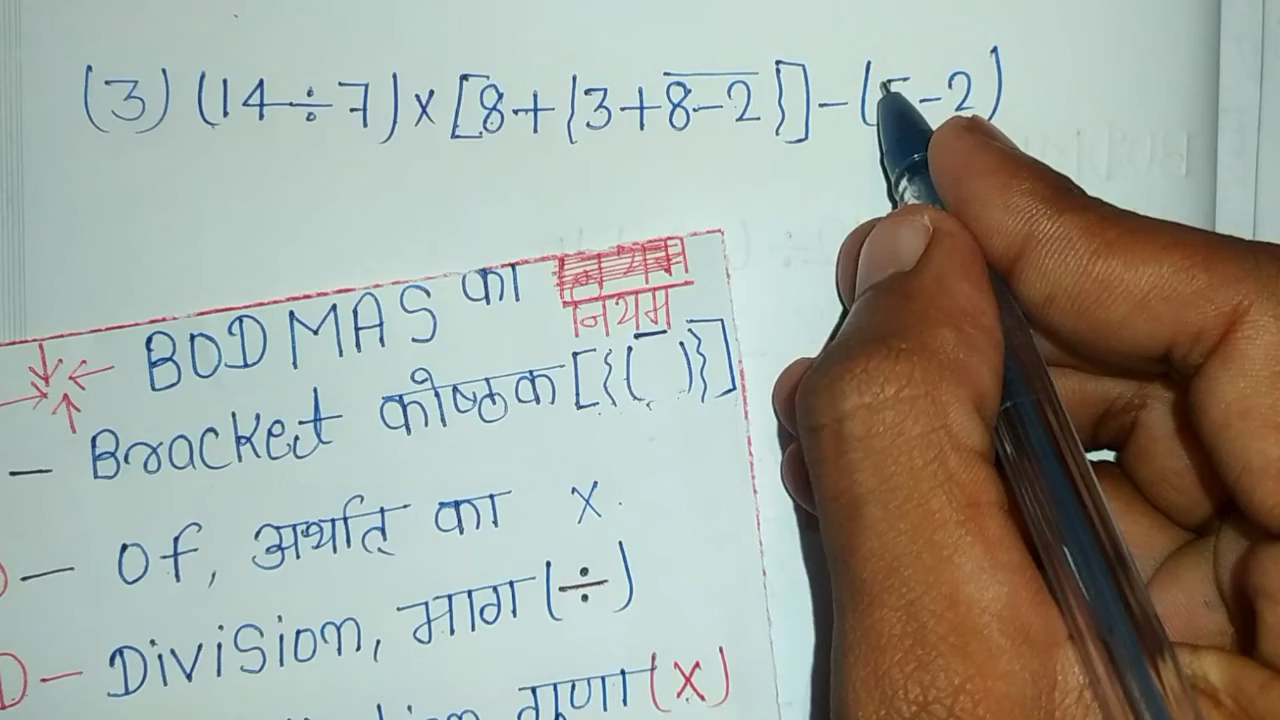 (3) (14÷7)×[8+{3+8̅-̅2̅}]-(5-2)
BODMAS का
नियम
- Bracket कोष्ठक [{(‾)}]
- Of, अर्थात् का ×.
D- Division, भाग (÷)
गुणा (×)